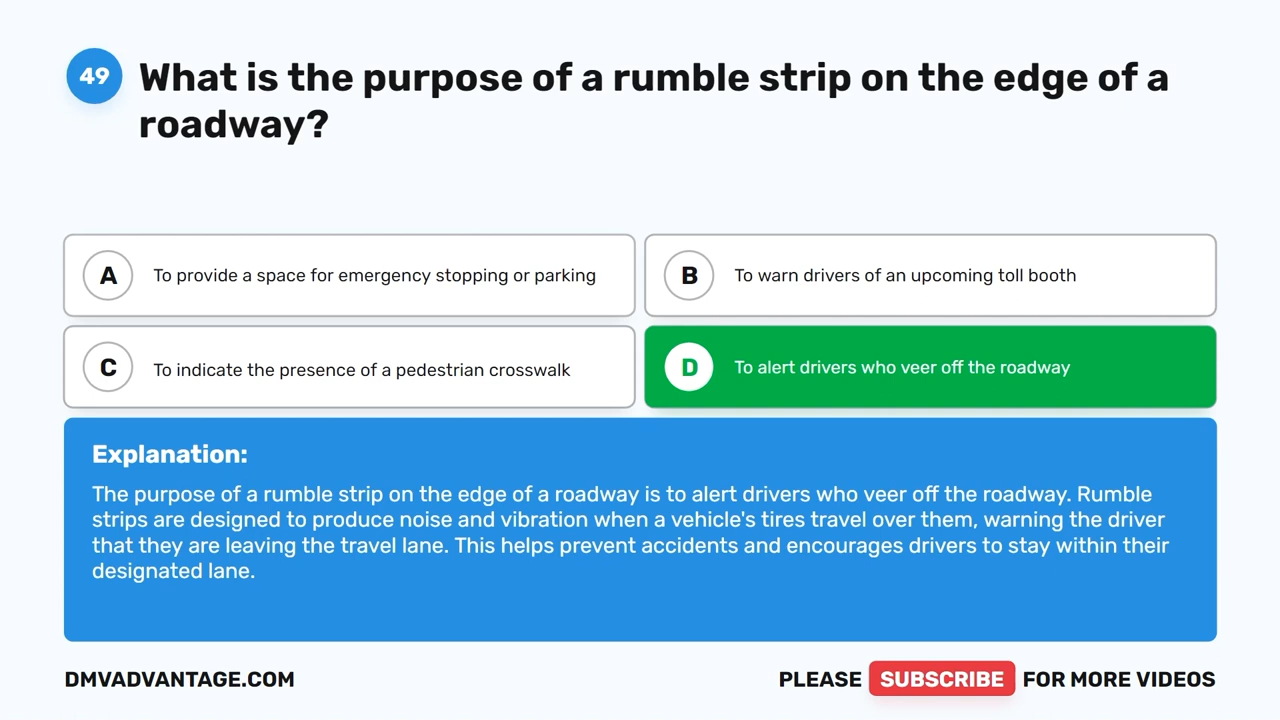 49
What is the purpose of a rumble strip on the edge of a
roadway?
A To provide a space for emergency stopping or parking
B To warn drivers of an upcoming toll booth
C To indicate the presence of a pedestrian crosswalk
D To alert drivers who veer off the roadway
Explanation:
The purpose of a rumble strip on the edge of a roadway is to alert drivers who veer off the roadway. Rumble
strips are designed to produce noise and vibration when a vehicle's tires travel over them, warning the driver
that they are leaving the travel lane. This helps prevent accidents and encourages drivers to stay within their
designated lane.
DMVADVANTAGE.COM
PLEASE SUBSCRIBE FOR MORE VIDEOS